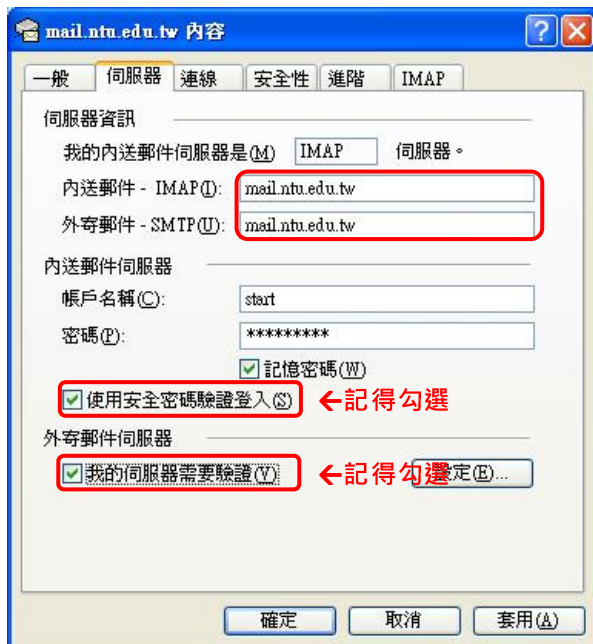 mail.ntu.edu.tw 內容
一般 伺服器 連線 安全性 進階 IMAP
伺服器資訊
我的內送郵件伺服器是(M) IMAP 伺服器。
內送郵件 - IMAP(I): mail.ntu.edu.tw
外寄郵件 - SMTP(U): mail.ntu.edu.tw
內送郵件伺服器
帳戶名稱(C): start
密碼(P): *********
記憶密碼(W)
使用安全密碼驗證登入(S) ←記得勾選
外寄郵件伺服器
我的伺服器需要驗證(V) ←記得勾選 設定(E)...
確定 取消 套用(A)